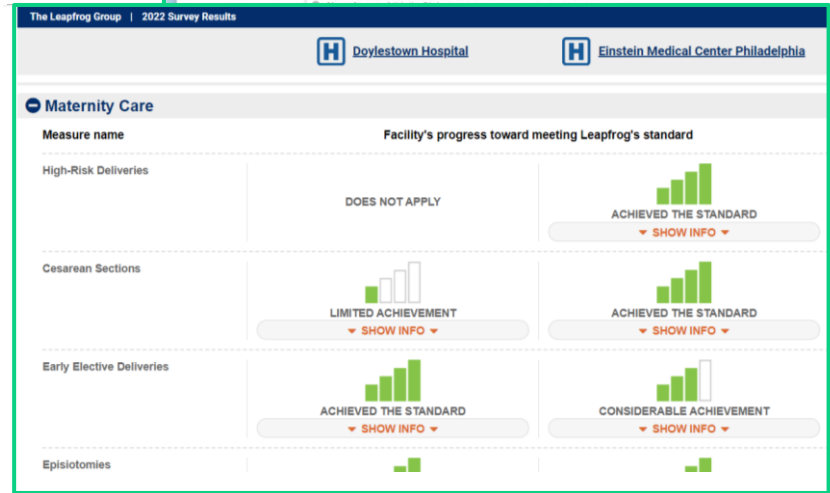 The Leapfrog Group | 2022 Survey Results
H Doylestown Hospital H Einstein Medical Center Philadelphia
Maternity Care
Measure name Facility's progress toward meeting Leapfrog's standard
High-Risk Deliveries
DOES NOT APPLY
ACHIEVED THE STANDARD
SHOW INFO
Cesarean Sections
LIMITED ACHIEVEMENT ACHIEVED THE STANDARD
SHOW INFO SHOW INFO
Early Elective Deliveries
ACHIEVED THE STANDARD CONSIDERABLE ACHIEVEMENT
SHOW INFO SHOW INFO
Episiotomies